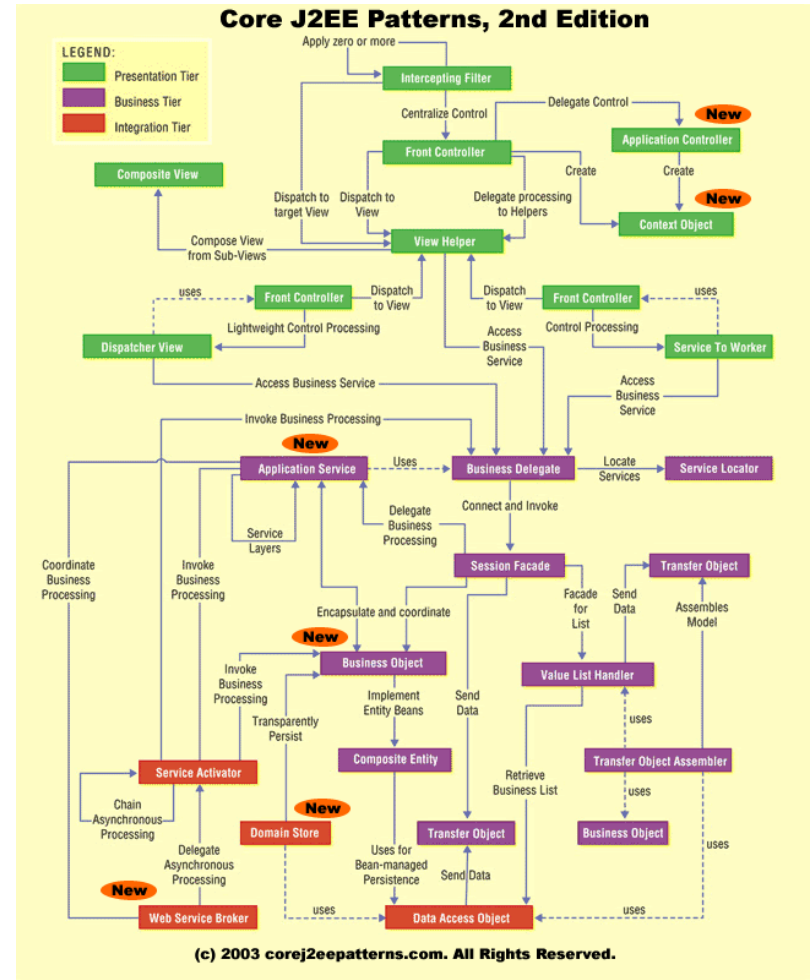 Core J2EE Patterns, 2nd Edition
LEGEND:
Presentation Tier
Business Tier
Integration Tier
Apply zero or more
Intercepting Filter
Centralize Control
Delegate Control
New
Application Controller
Front Controller
Composite View
Create
Create
New
Dispatch to
target View
Dispatch to
View
Delegate processing
to Helpers
Context Object
Compose View
from Sub-Views
View Helper
uses
Front Controller
Dispatch
to View
Dispatch
to View
Front Controller
uses
Lightweight Control Processing
Control Processing
Dispatcher View
Access
Business
Service
Service To Worker
Access Business Service
Access
Business
Service
Invoke Business Processing
New
Application Service
Uses
Business Delegate
Locate
Services
Service Locator
Service
Layers
Delegate
Business
Processing
Connect and Invoke
Coordinate
Business
Processing
Invoke
Business
Processing
Session Facade
Transfer Object
Encapsulate and coordinate
Facade
for
List
Send
Data
Assembles
Model
New
Business Object
Invoke
Business
Processing
Value List Handler
Implement
Entity Beans
Send
Data
Transparently
Persist
uses
Service Activator
Composite Entity
Transfer Object Assembler
Retrieve
Business List
uses
Chain
Asynchronous
Processing
New
Domain Store
Transfer Object
Business Object
Delegate
Asynchronous
Processing
Uses for
Bean-managed
Persistence
uses
Send Data
New
Web Service Broker
uses
Data Access Object
uses
(c) 2003 corej2eepatterns.com. All Rights Reserved.